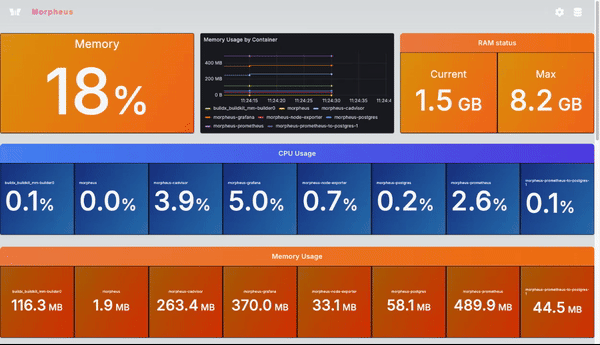 Morpheus
Memory
18%
Memory Usage by Container
400 MB
200 MB
0 B
11:24:15 11:24:20 11:24:25 11:24:30 11:24:35 11:24:4
buildx_buildkit_mm-builder0 morpheus morpheus-cadvisor
morpheus-grafana morpheus-node-exporter morpheus-postgres
morpheus-prometheus morpheus-prometheus-to-postgres-1
RAM status
Current
1.5 GB
Max
8.2 GB
CPU Usage
buildx_buildkit_mm-builder0
0.1%
morpheus
0.0%
morpheus-cadvisor
3.9%
morpheus-grafana
5.0%
morpheus-node-exporter
0.7%
morpheus-postgres
0.2%
morpheus-prometheus
2.6%
morpheus-prometheus-to-postgres-
1
0.1%
Memory Usage
buildx_buildkit_mm-builder0
116.3 MB
morpheus
1.9 MB
morpheus-cadvisor
263.4 MB
morpheus-grafana
370.0 MB
morpheus-node-exporter
33.1 MB
morpheus-postgres
58.1 MB
morpheus-prometheus
489.9 MB
morpheus-prometheus-to-postgres-
1
44.5 MB